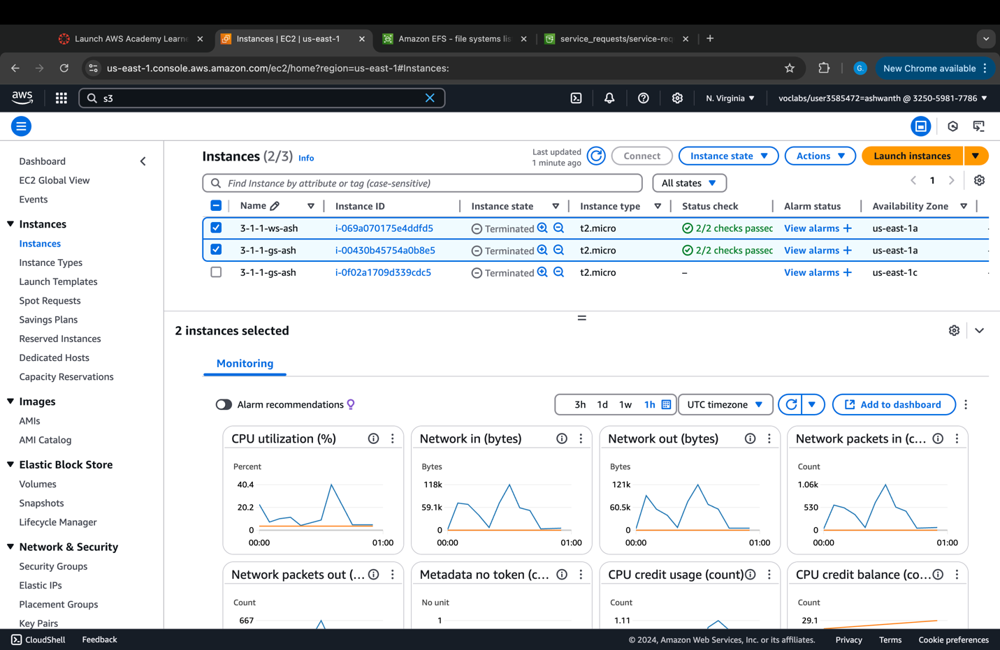 Launch AWS Academy Learne
Instances | EC2 | us-east-1
Amazon EFS - file systems lis
service_requests/service-req
us-east-1.console.aws.amazon.com/ec2/home?region=us-east-1#Instances:
G.
New Chrome available
aws
s3
N. Virginia
voclabs/user3585472=ashwanth @ 3250-5981-7786
Dashboard
EC2 Global View
Events
Instances
Instances
Instance Types
Launch Templates
Spot Requests
Savings Plans
Reserved Instances
Dedicated Hosts
Capacity Reservations
Images
AMIs
AMI Catalog
Elastic Block Store
Volumes
Snapshots
Lifecycle Manager
Network & Security
Security Groups
Elastic IPs
Placement Groups
Key Pairs
Instances (2/3) Info
Last updated
1 minute ago
Connect
Instance state
Actions
Launch instances
Find Instance by attribute or tag (case-sensitive)
All states
1
Name Instance ID Instance state Instance type Status check Alarm status Availability Zone
3-1-1-ws-ash i-069a070175e4ddfd5 Terminated t2.micro 2/2 checks passec View alarms + us-east-1a
3-1-1-gs-ash i-00430b45754a0b8e5 Terminated t2.micro 2/2 checks passec View alarms + us-east-1a
3-1-1-gs-ash i-0f02a1709d339cdc5 Terminated t2.micro – View alarms + us-east-1c
2 instances selected
Monitoring
Alarm recommendations
3h 1d 1w 1h
UTC timezone
Add to dashboard
CPU utilization (%)
Percent
40.4
20.2
0
00:00 01:00
Network in (bytes)
Bytes
118k
59.1k
0
00:00 01:00
Network out (bytes)
Bytes
121k
60.5k
0
00:00 01:00
Network packets in (c...
Count
1.06k
530
0
00:00 01:00
Network packets out (...
Count
667
Metadata no token (c...
No unit
1
CPU credit usage (count)
Count
1.11
CPU credit balance (co...
Count
29.1
CloudShell
Feedback
© 2024, Amazon Web Services, Inc. or its affiliates.
Privacy
Terms
Cookie preferences